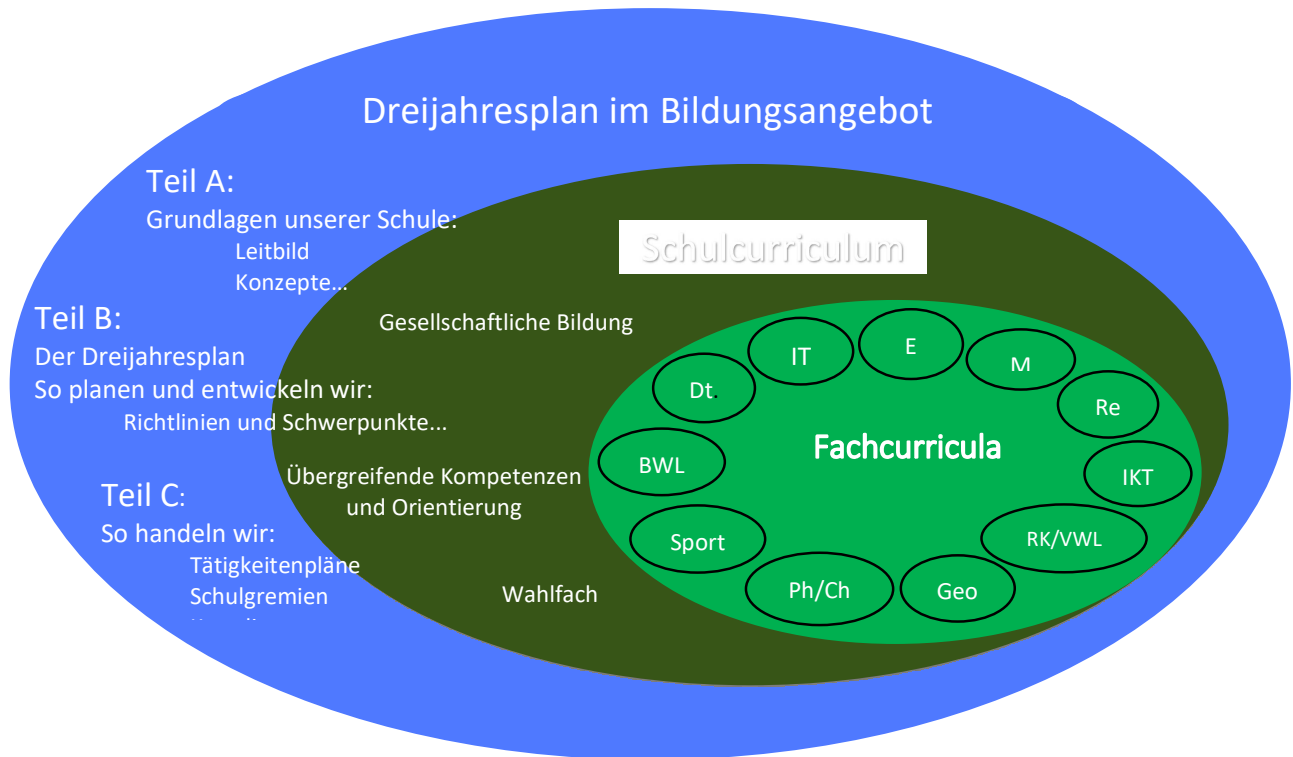 Dreijahresplan im Bildungsangebot
Teil A:
Grundlagen unserer Schule:
Leitbild
Konzepte...
Teil B:
Der Dreijahresplan
So planen und entwickeln wir:
Richtlinien und Schwerpunkte...
Teil C:
So handeln wir:
Tätigkeitenpläne
Schulgremien
Schulcurriculum
Gesellschaftliche Bildung
Übergreifende Kompetenzen
und Orientierung
Wahlfach
Fachcurricula
Dt.
IT
E
M
Re
IKT
RK/VWL
Geo
Ph/Ch
Sport
BWL